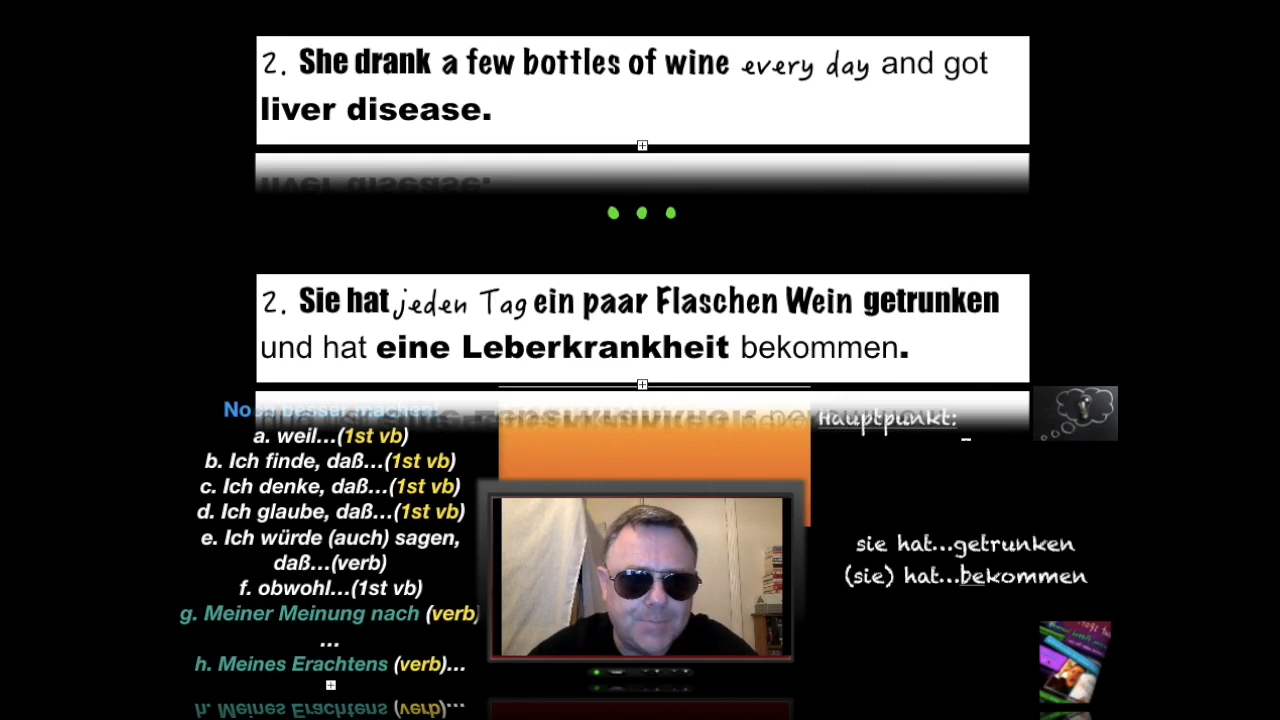 2. She drank a few bottles of wine every day and got
liver disease.
2. Sie hat jeden Tag ein paar Flaschen Wein getrunken
und hat eine Leberkrankheit bekommen.
a. weil...(1st vb)
b. Ich finde, daß...(1st vb)
c. Ich denke, daß...(1st vb)
d. Ich glaube, daß...(1st vb)
e. Ich würde (auch) sagen,
daß...(verb)
f. obwohl...(1st vb)
g. Meiner Meinung nach (verb)
...
h. Meines Erachtens (verb)...
Hauptpunkt:
sie hat...getrunken
(sie) hat...bekommen